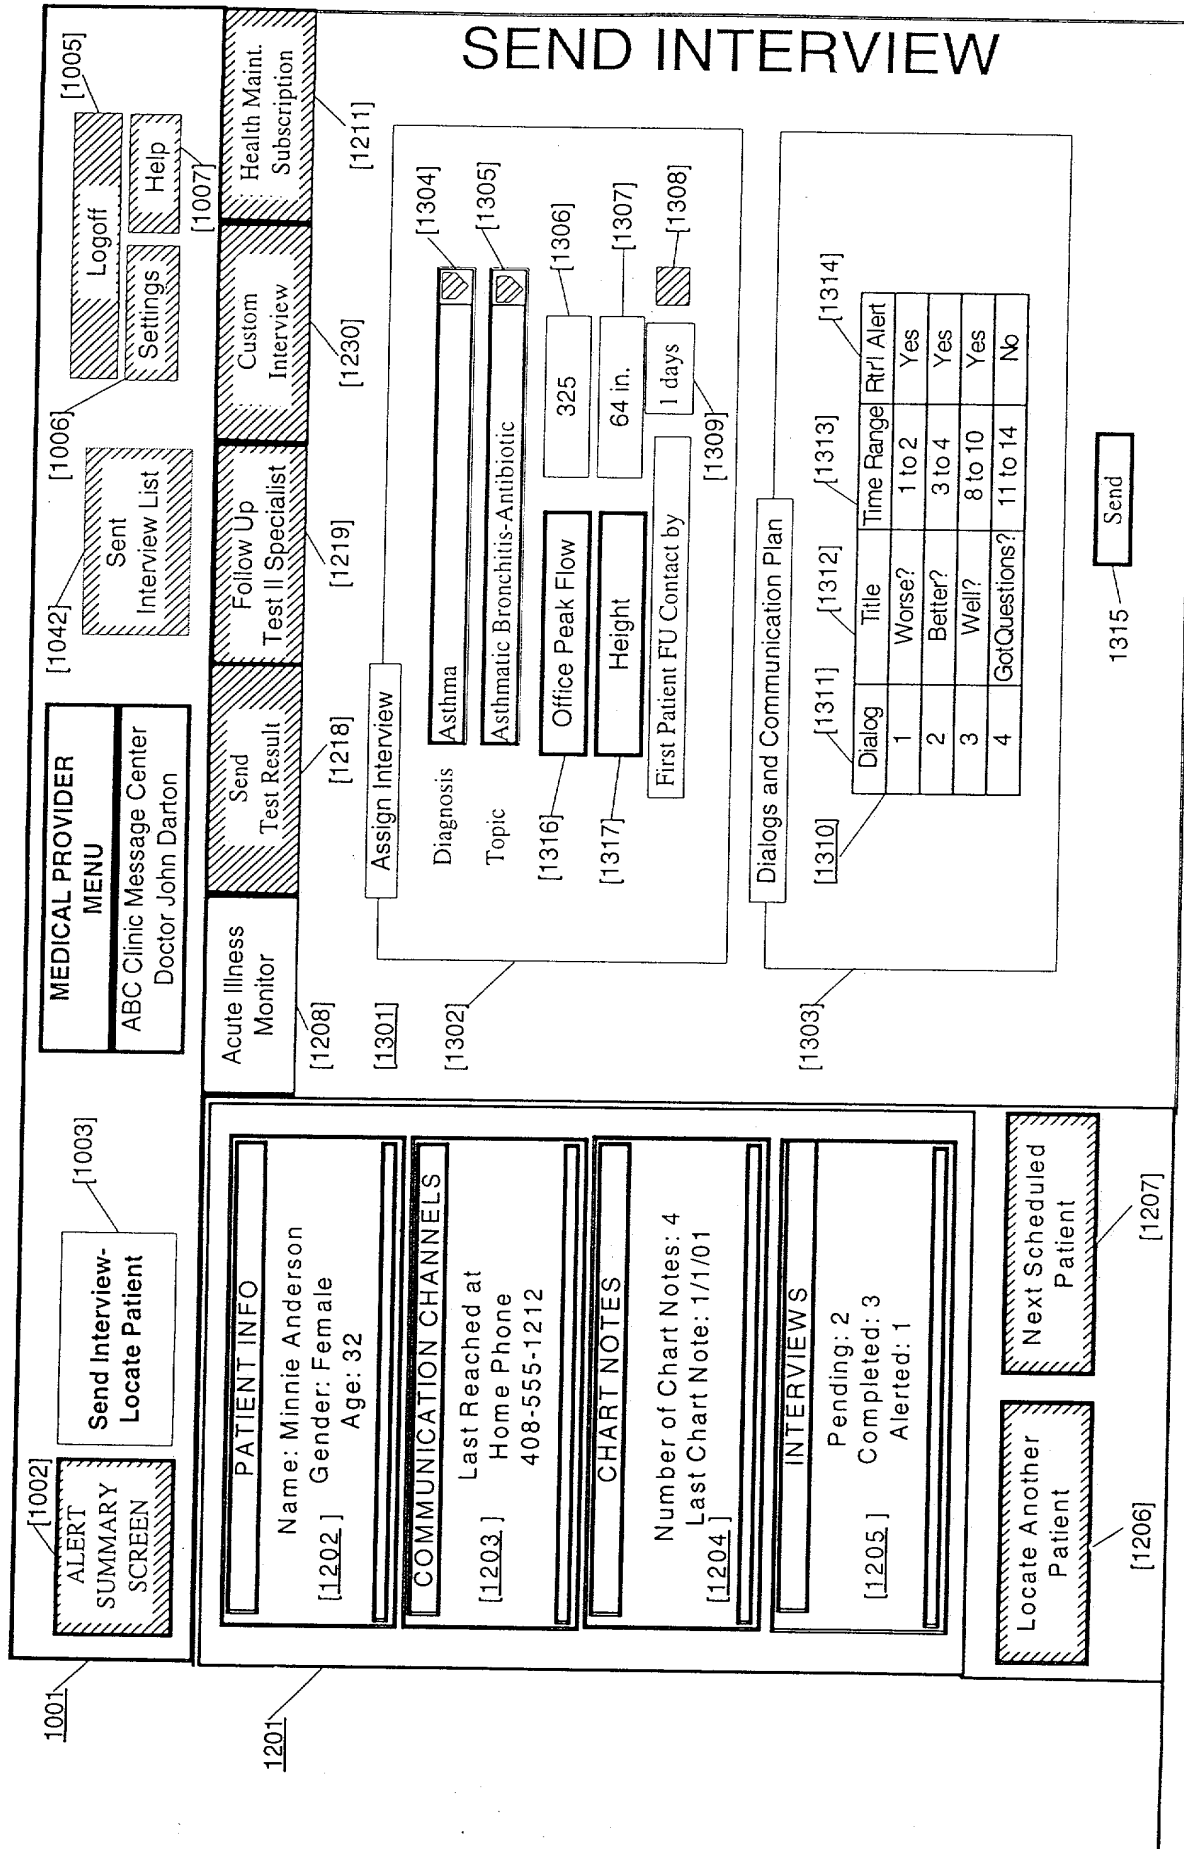 1001
[1002]
ALERT
SUMMARY
SCREEN
Send Interview-
Locate Patient
[1003]
MEDICAL PROVIDER
MENU
ABC Clinic Message Center
Doctor John Darton
[1042]
Sent
Interview List
[1006]
Logoff
[1005]
Settings
Help
[1007]
1201
PATIENT INFO
Name: Minnie Anderson
Gender: Female
Age: 32
[1202 ]
COMMUNICATION CHANNELS
Last Reached at
Home Phone
408-555-1212
[1203 ]
CHART NOTES
Number of Chart Notes: 4
Last Chart Note: 1/1/01
[1204 ]
INTERVIEWS
Pending: 2
Completed: 3
Alerted: 1
[1205 ]
Locate Another
Patient
[1206]
Next Scheduled
Patient
[1207]
Acute Illness
Monitor
[1208]
Send
Test Result
[1218]
Follow Up
Test II Specialist
[1219]
Custom
Interview
[1230]
Health Maint.
Subscription
[1211]
[1301]
[1302]
Assign Interview
Diagnosis
Asthma
[1304]
Topic
Asthmatic Bronchitis-Antibiotic
[1305]
[1316]
Office Peak Flow
325
[1306]
[1317]
Height
64 in.
[1307]
First Patient FU Contact by
1 days
[1308]
[1309]
[1303]
Dialogs and Communication Plan
[1310]
[1311]
[1312]
[1313]
[1314]
Dialog Title Time Range Rtr'l Alert
1 Worse? 1 to 2 Yes
2 Better? 3 to 4 Yes
3 Well? 8 to 10 Yes
4 GotQuestions? 11 to 14 No
1315
Send
SEND INTERVIEW